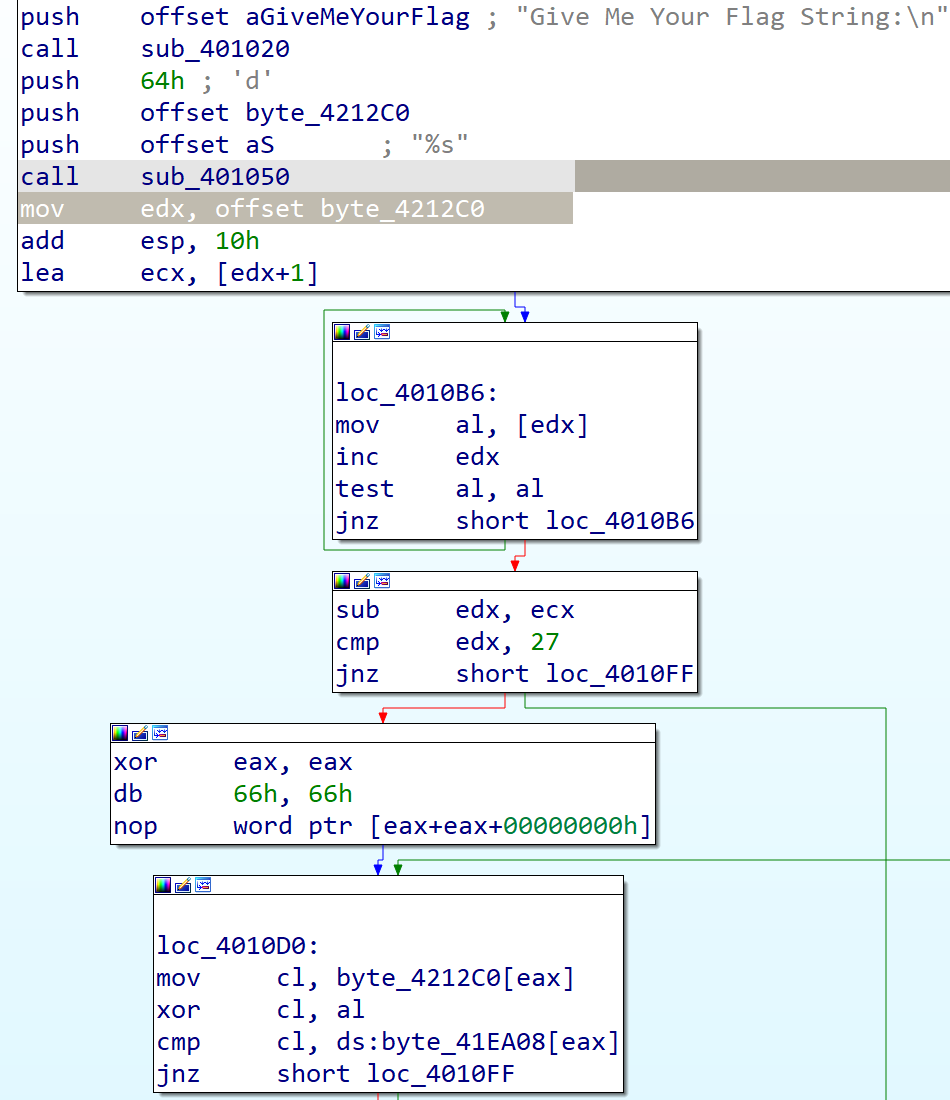 push offset aGiveMeYourFlag ; "Give Me Your Flag String:\n"
call sub_401020
push 64h ; 'd'
push offset byte_4212C0
push offset aS ; "%s"
call sub_401050
mov edx, offset byte_4212C0
add esp, 10h
lea ecx, [edx+1]
loc_4010B6:
mov al, [edx]
inc edx
test al, al
jnz short loc_4010B6
sub edx, ecx
cmp edx, 27
jnz short loc_4010FF
xor eax, eax
db 66h, 66h
nop word ptr [eax+eax+00000000h]
loc_4010D0:
mov cl, byte_4212C0[eax]
xor cl, al
cmp cl, ds:byte_41EA08[eax]
jnz short loc_4010FF